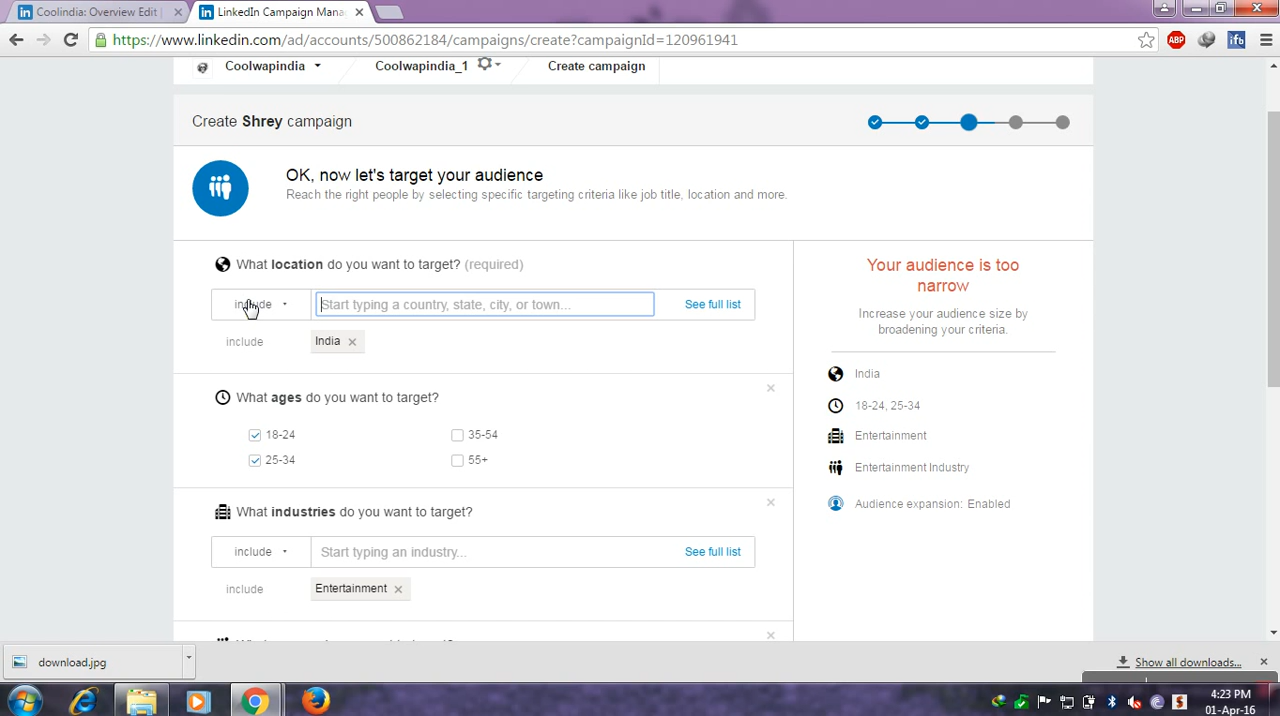 Coolindia: Overview Edit
LinkedIn Campaign Mana
https://www.linkedin.com/ad/accounts/500862184/campaigns/create?campaignId=120961941
ABP
ifb
Coolwapindia
Coolwapindia_1
Create campaign
Create Shrey campaign
OK, now let's target your audience
Reach the right people by selecting specific targeting criteria like job title, location and more.
What location do you want to target? (required)
include
Start typing a country, state, city, or town...
See full list
include
India
What ages do you want to target?
18-24
35-54
25-34
55+
What industries do you want to target?
include
Start typing an industry...
See full list
include
Entertainment
Your audience is too
narrow
Increase your audience size by
broadening your criteria.
India
18-24, 25-34
Entertainment
Entertainment Industry
Audience expansion: Enabled
download.jpg
Show all downloads...
4:23 PM
01-Apr-16